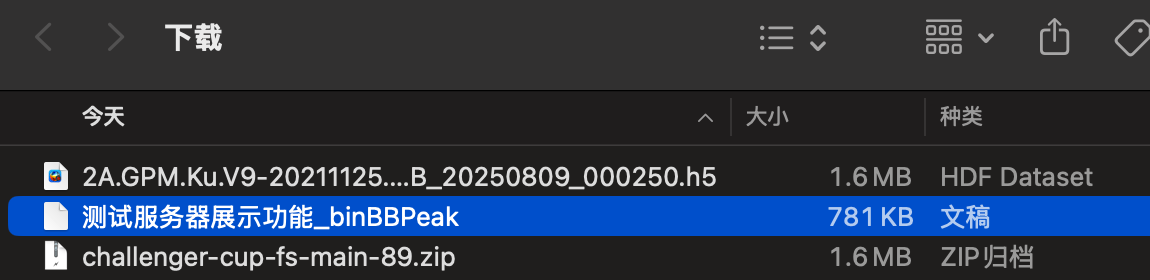 下载
今天 大小 种类
2A.GPM.Ku.V9-20211125....B_20250809_000250.h5 1.6 MB HDF Dataset
测试服务器展示功能_binBBPeak 781 KB 文稿
challenger-cup-fs-main-89.zip 1.6 MB ZIP归档